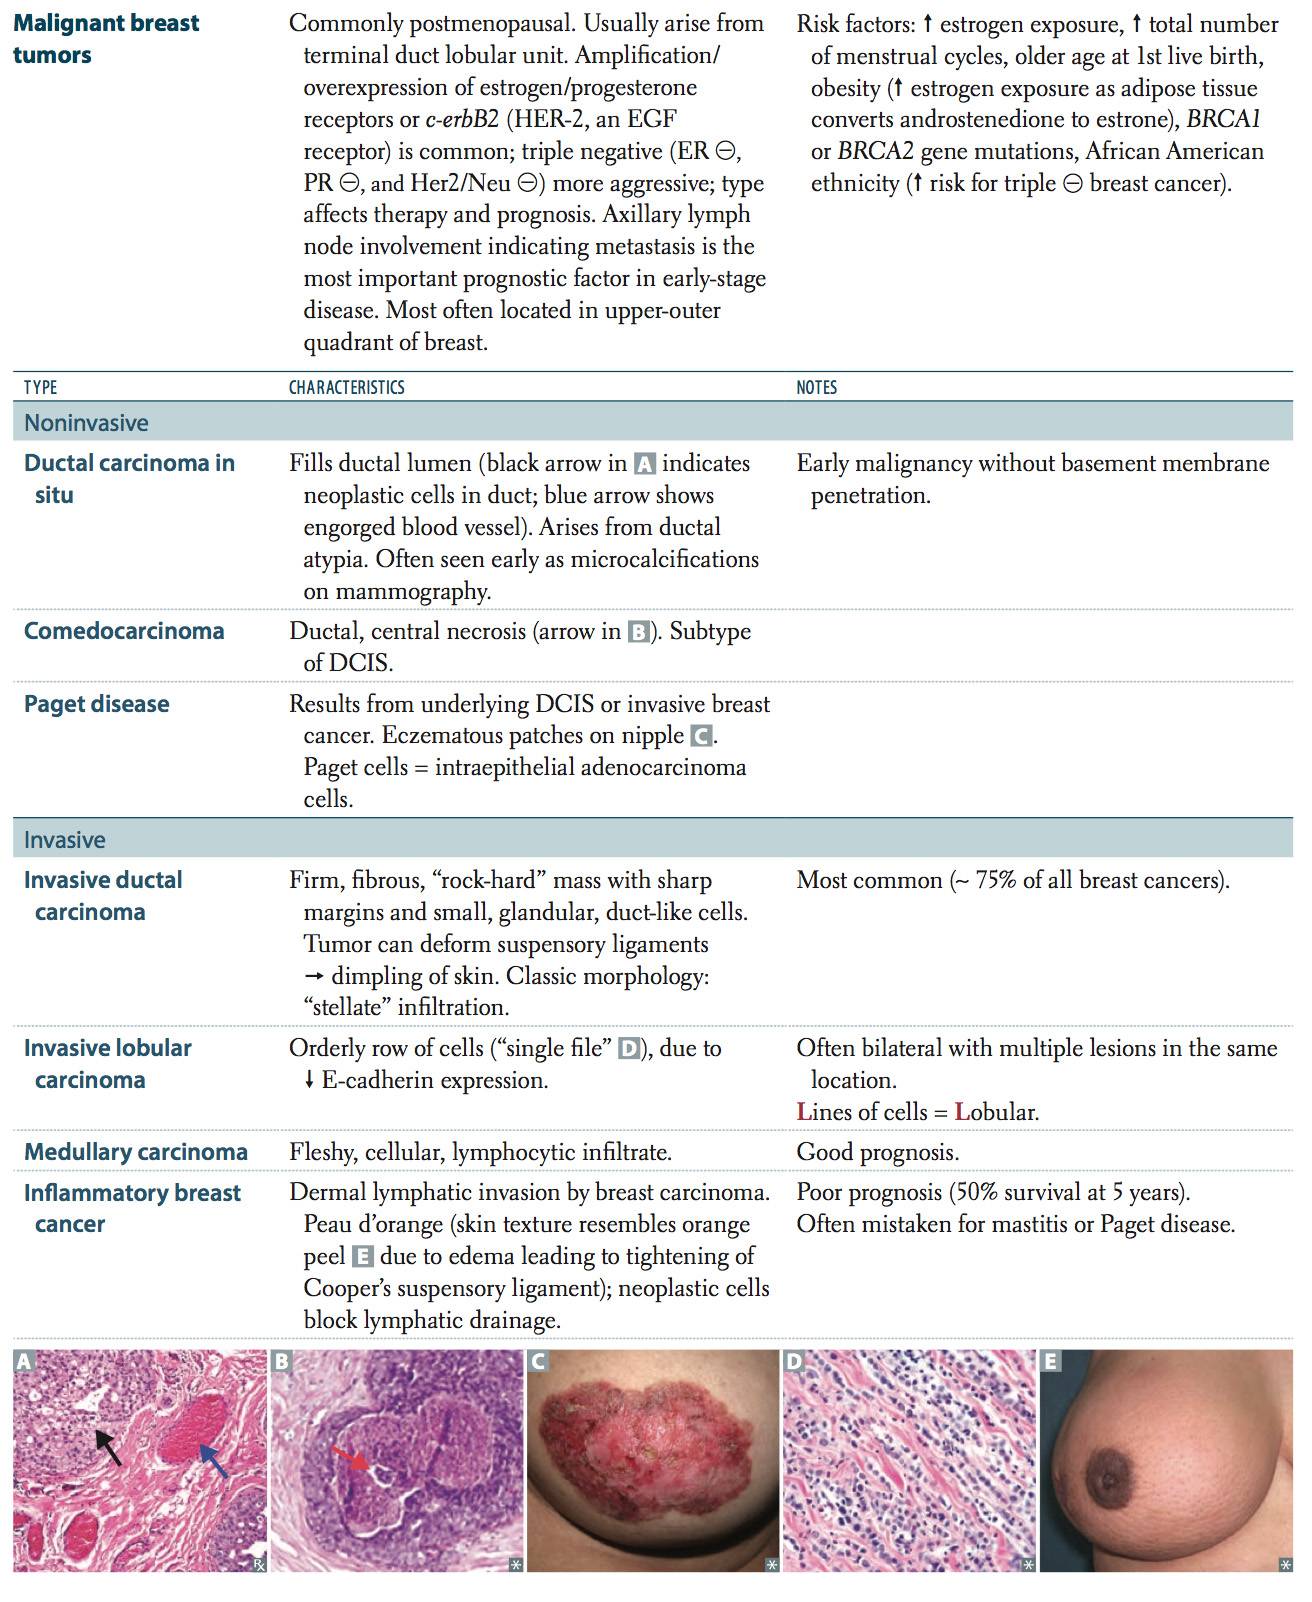 Malignant breast
tumors
Commonly postmenopausal. Usually arise from
terminal duct lobular unit. Amplification/
overexpression of estrogen/progesterone
receptors or c-erbB2 (HER-2, an EGF
receptor) is common; triple negative (ER ⊖,
PR ⊖, and Her2/Neu ⊖) more aggressive; type
affects therapy and prognosis. Axillary lymph
node involvement indicating metastasis is the
most important prognostic factor in early-stage
disease. Most often located in upper-outer
quadrant of breast.
Risk factors: ↑ estrogen exposure, ↑ total number
of menstrual cycles, older age at 1st live birth,
obesity (↑ estrogen exposure as adipose tissue
converts androstenedione to estrone), BRCA1
or BRCA2 gene mutations, African American
ethnicity (↑ risk for triple ⊖ breast cancer).
TYPE
CHARACTERISTICS
NOTES
Noninvasive
Ductal carcinoma in
situ
Fills ductal lumen (black arrow in A indicates
neoplastic cells in duct; blue arrow shows
engorged blood vessel). Arises from ductal
atypia. Often seen early as microcalcifications
on mammography.
Early malignancy without basement membrane
penetration.
Comedocarcinoma
Ductal, central necrosis (arrow in B). Subtype
of DCIS.
Paget disease
Results from underlying DCIS or invasive breast
cancer. Eczematous patches on nipple C.
Paget cells = intraepithelial adenocarcinoma
cells.
Invasive
Invasive ductal
carcinoma
Firm, fibrous, “rock-hard” mass with sharp
margins and small, glandular, duct-like cells.
Tumor can deform suspensory ligaments
→ dimpling of skin. Classic morphology:
“stellate” infiltration.
Most common (~ 75% of all breast cancers).
Invasive lobular
carcinoma
Orderly row of cells (“single file” D), due to
↓ E-cadherin expression.
Often bilateral with multiple lesions in the same
location.
Lines of cells = Lobular.
Medullary carcinoma
Fleshy, cellular, lymphocytic infiltrate.
Good prognosis.
Inflammatory breast
cancer
Dermal lymphatic invasion by breast carcinoma.
Peau d’orange (skin texture resembles orange
peel E due to edema leading to tightening of
Cooper’s suspensory ligament); neoplastic cells
block lymphatic drainage.
Poor prognosis (50% survival at 5 years).
Often mistaken for mastitis or Paget disease.
A
B
C
D
E
℞
*
*
*
*